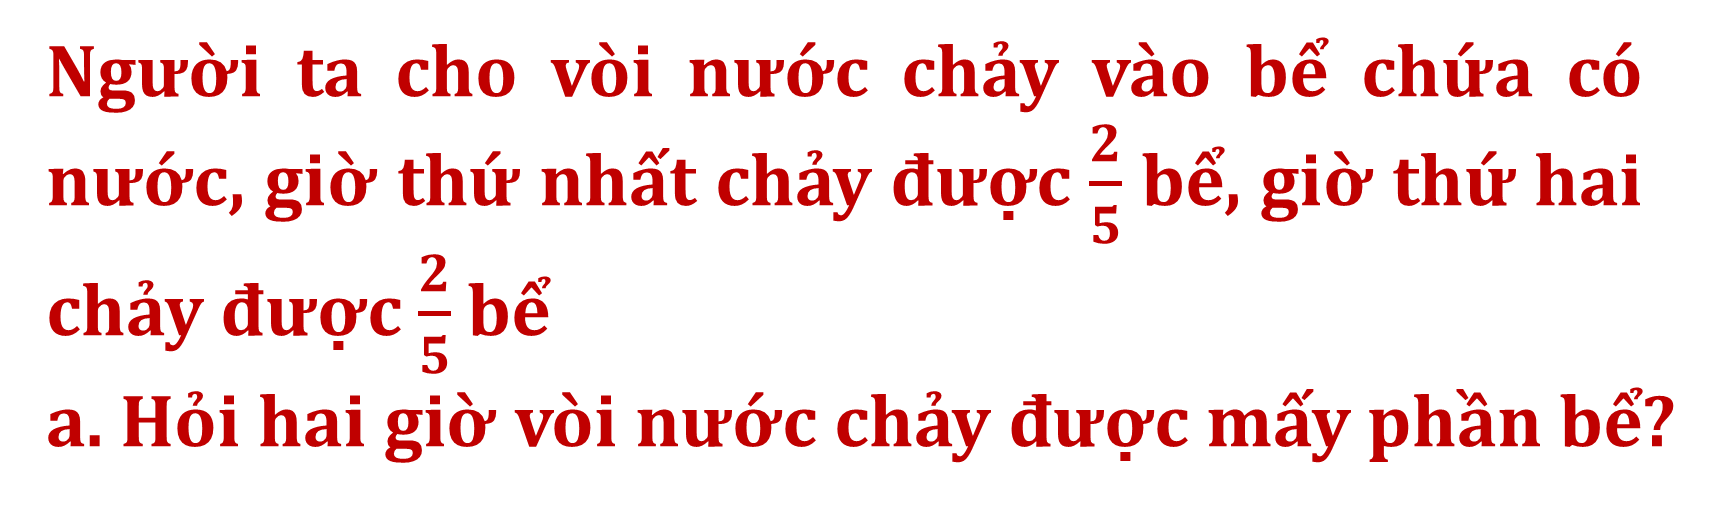 Người ta cho vòi nước chảy vào bể chứa có
nước, giờ thứ nhất chảy được 2/5 bể, giờ thứ hai
chảy được 2/5 bể
a. Hỏi hai giờ vòi nước chảy được mấy phần bể?